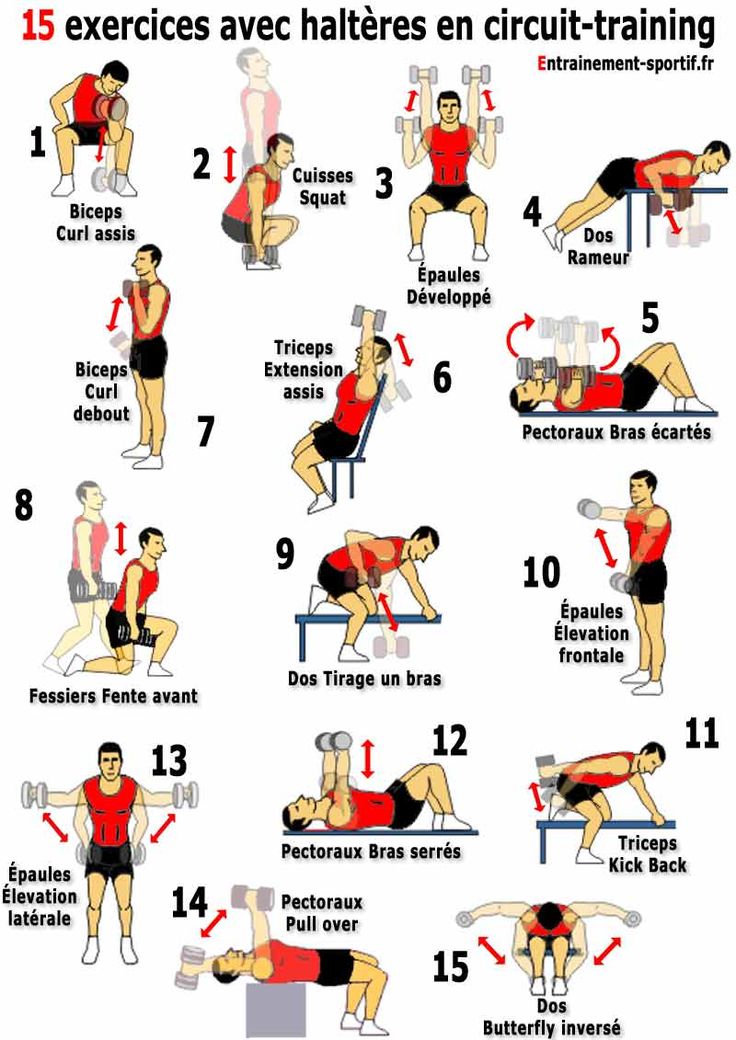 15 exercices avec haltères en circuit-training
Entrainement-sportif.fr
1
Biceps
Curl assis
2
Cuisses
Squat
3
Épaules
Développé
4
Dos
Rameur
5
Pectoraux Bras écartés
6
Triceps
Extension
assis
7
Biceps
Curl
debout
8
Fessiers Fente avant
9
Dos Tirage un bras
10
Épaules
Élevation
frontale
11
Triceps
Kick Back
12
Pectoraux Bras serrés
13
Épaules
Élevation
latérale
14
Pectoraux
Pull over
15
Dos
Butterfly inversé